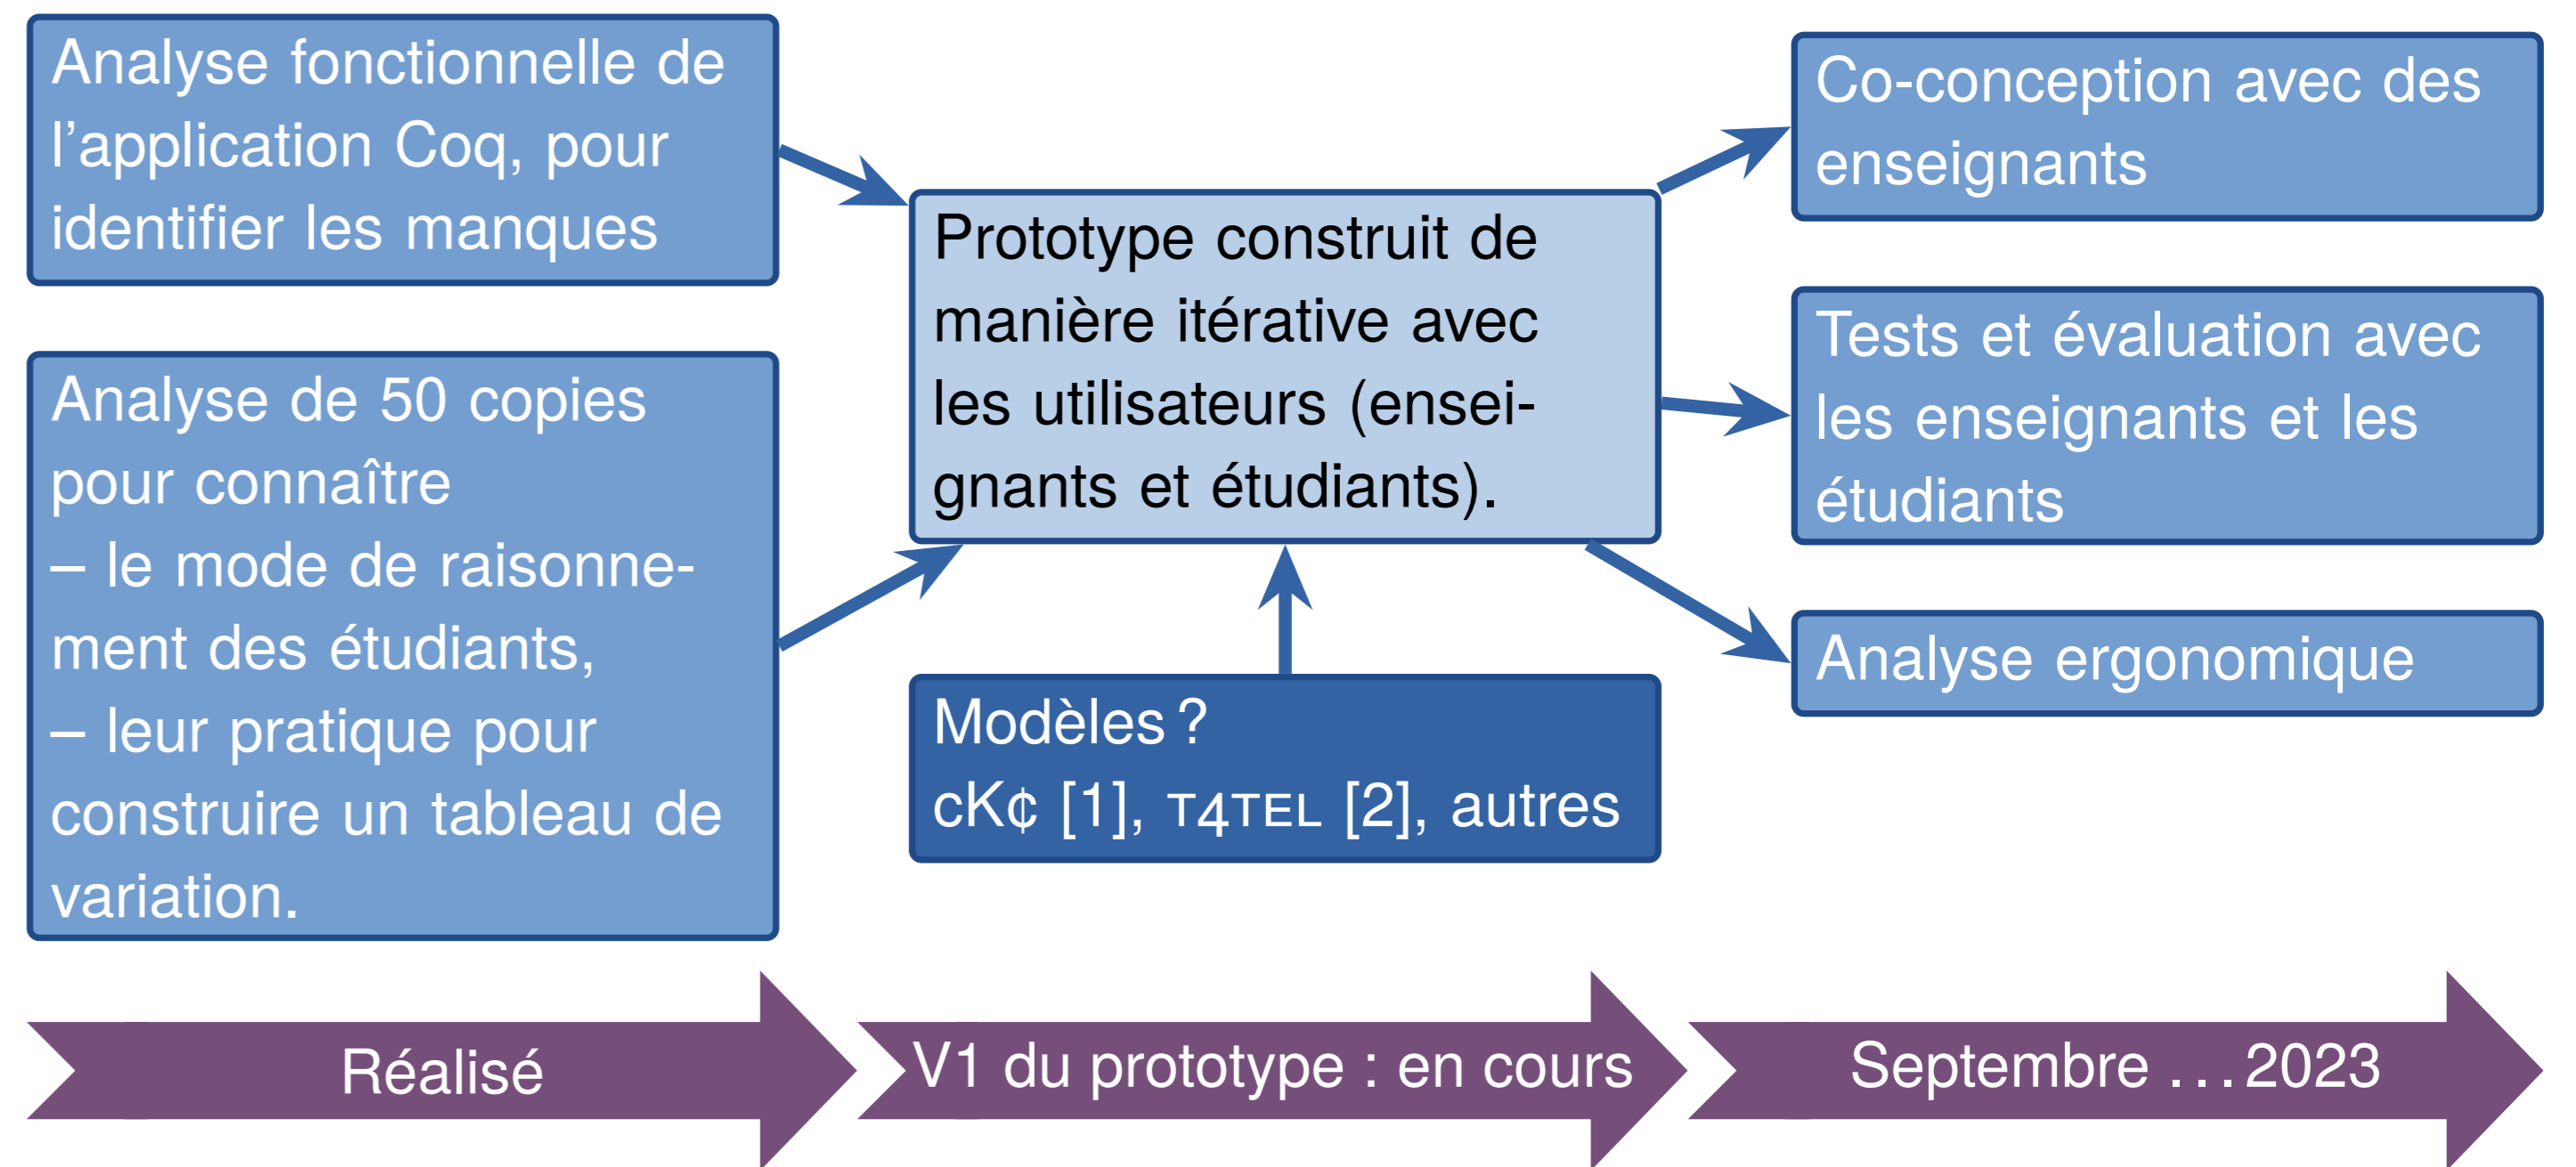 Analyse fonctionnelle de
l'application Coq, pour
identifier les manques
Analyse de 50 copies
pour connaître
– le mode de raisonne-
ment des étudiants,
– leur pratique pour
construire un tableau de
variation.
Prototype construit de
manière itérative avec
les utilisateurs (ensei-
gnants et étudiants).
Modèles ?
cK¢ [1], T4TEL [2], autres
Co-conception avec des
enseignants
Tests et évaluation avec
les enseignants et les
étudiants
Analyse ergonomique
Réalisé
V1 du prototype : en cours
Septembre ...2023